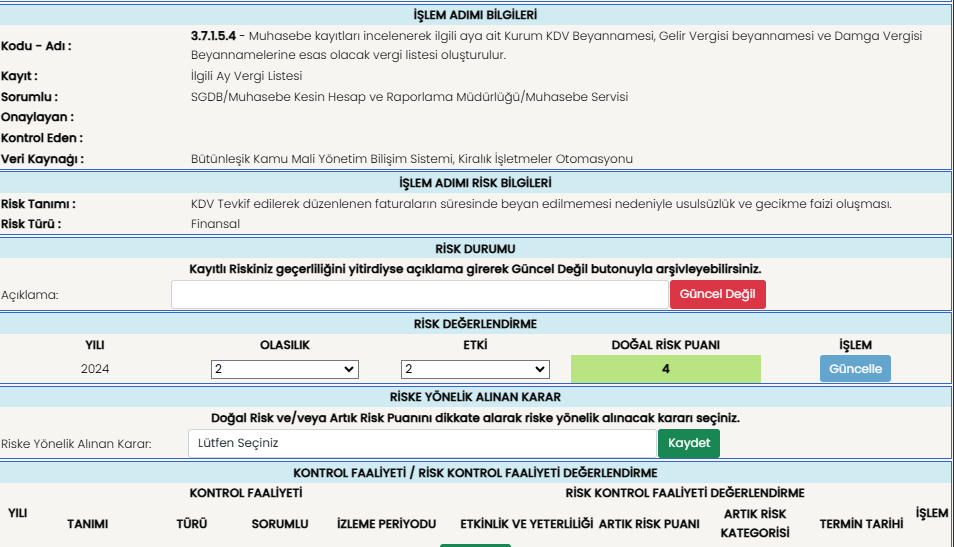 İŞLEM ADIMI BİLGİLERİ
Kodu - Adı : 3.7.1.5.4 - Muhasebe kayıtları incelenerek ilgili aya ait Kurum KDV Beyannamesi, Gelir Vergisi beyannamesi ve Damga Vergisi
Beyannamelerine esas olacak vergi listesi oluşturulur.
Kayıt : İlgili Ay Vergi Listesi
Sorumlu : SGDB/Muhasebe Kesin Hesap ve Raporlama Müdürlüğü/Muhasebe Servisi
Onaylayan :
Kontrol Eden :
Veri Kaynağı : Bütünleşik Kamu Mali Yönetim Bilişim Sistemi, Kiralık İşletmeler Otomasyonu
İŞLEM ADIMI RİSK BİLGİLERİ
Risk Tanımı : KDV Tevkif edilerek düzenlenen faturaların süresinde beyan edilmemesi nedeniyle usulsüzlük ve gecikme faizi oluşması.
Risk Türü : Finansal
RİSK DURUMU
Kayıtlı Riskiniz geçerliliğini yitirdiyse açıklama girerek Güncel Değil butonuyla arşivleyebilirsiniz.
Açıklama: Güncel Değil
RİSK DEĞERLENDİRME
YILI OLASILIK ETKİ DOĞAL RİSK PUANI İŞLEM
2024 2 2 4 Güncelle
RİSKE YÖNELİK ALINAN KARAR
Doğal Risk ve/veya Artık Risk Puanını dikkate alarak riske yönelik alınacak kararı seçiniz.
Riske Yönelik Alınan Karar: Lütfen Seçiniz Kaydet
KONTROL FAALİYETİ / RİSK KONTROL FAALİYETİ DEĞERLENDİRME
KONTROL FAALİYETİ RİSK KONTROL FAALİYETİ DEĞERLENDİRME
YILI TANIMI TÜRÜ SORUMLU İZLEME PERİYODU ETKİNLİK VE YETERLİLİĞİ ARTIK RİSK PUANI ARTIK RİSK KATEGORİSİ TERMİN TARİHİ İŞLEM